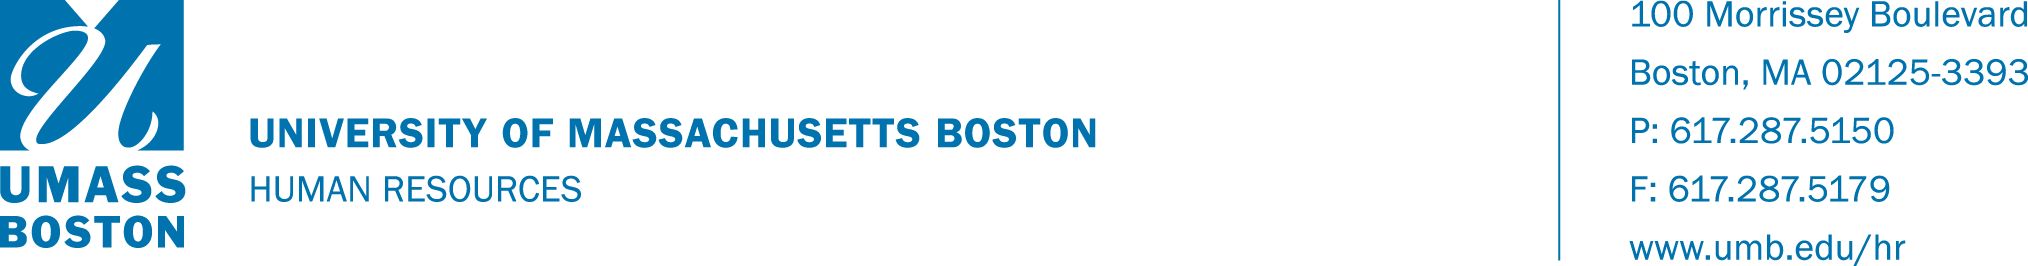 UMASS
BOSTON
UNIVERSITY OF MASSACHUSETTS BOSTON
HUMAN RESOURCES
100 Morrissey Boulevard
Boston, MA 02125-3393
P: 617.287.5150
F: 617.287.5179
www.umb.edu/hr